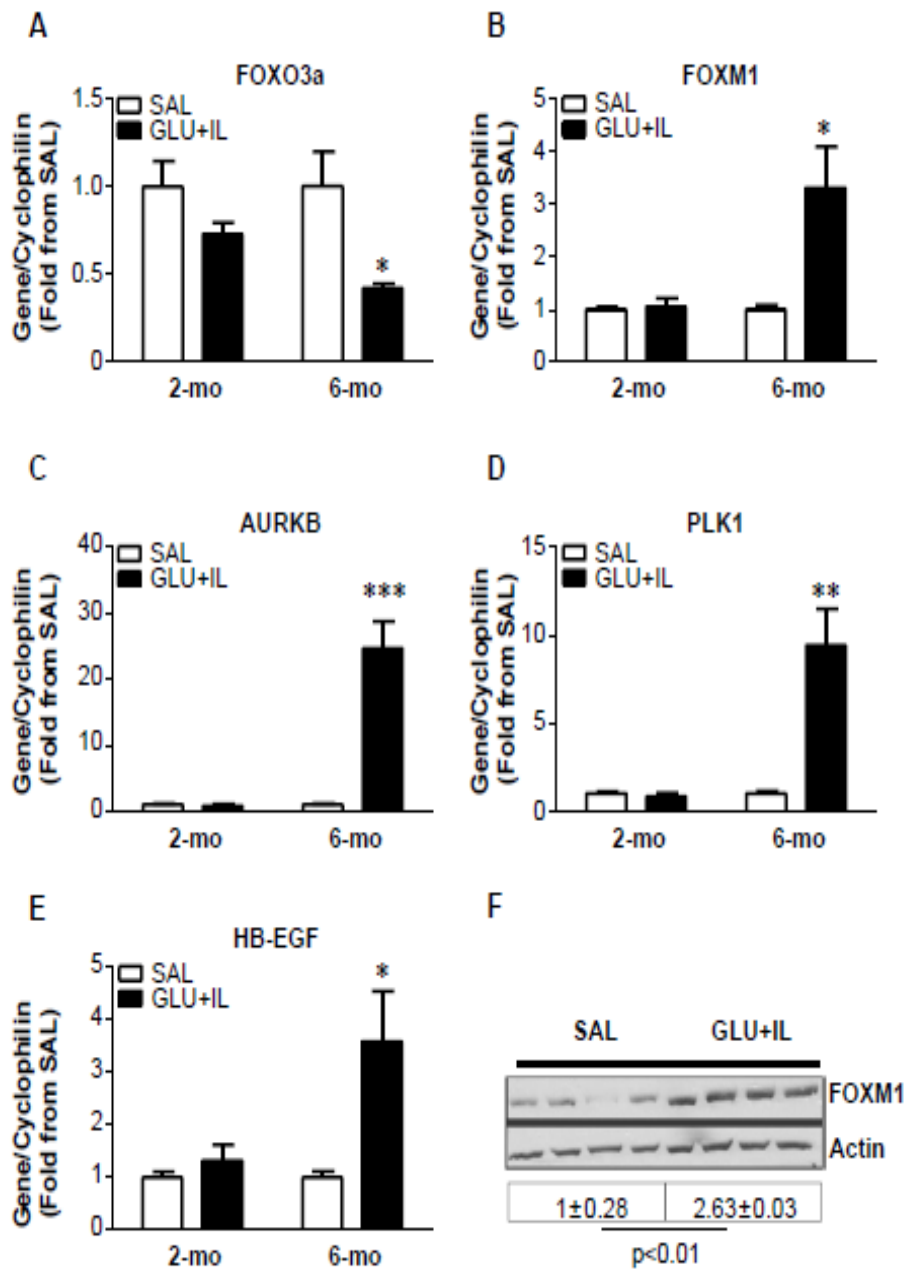 A
FOXO3a
SAL
GLU+IL
Gene/Cyclophilin
(Fold from SAL)
1.5
1.0
0.5
0
*
2-mo
6-mo
B
FOXM1
SAL
GLU+IL
Gene/Cyclophilin
(Fold from SAL)
5
4
3
2
1
0
*
2-mo
6-mo
C
AURKB
SAL
GLU+IL
Gene/Cyclophilin
(Fold from SAL)
40
30
20
10
0
***
2-mo
6-mo
D
PLK1
SAL
GLU+IL
Gene/Cyclophilin
(Fold from SAL)
15
10
5
0
**
2-mo
6-mo
E
HB-EGF
SAL
GLU+IL
Gene/Cyclophilin
(Fold from SAL)
5
4
3
2
1
0
*
2-mo
6-mo
F
SAL GLU+IL
FOXM1
Actin
1±0.28 2.63±0.03
p<0.01